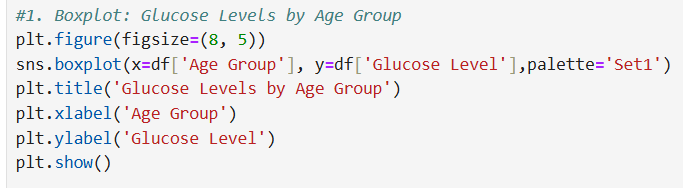 #1. Boxplot: Glucose Levels by Age Group
plt.figure(figsize=(8, 5))
sns.boxplot(x=df['Age Group'], y=df['Glucose Level'],palette='Set1')
plt.title('Glucose Levels by Age Group')
plt.xlabel('Age Group')
plt.ylabel('Glucose Level')
plt.show()